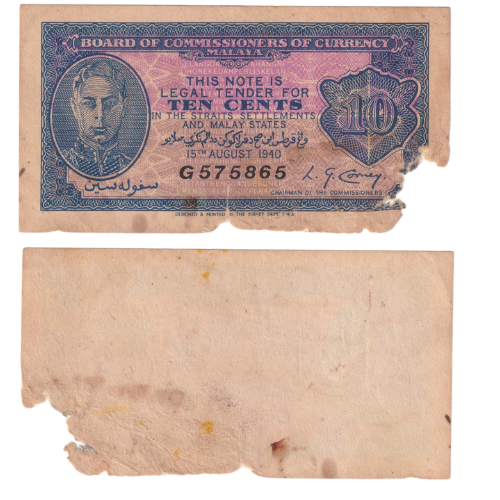 BOARD OF COMMISSIONERS OF CURRENCY
MALAYA
THIS NOTE IS
LEGAL TENDER FOR
TEN CENTS
IN THE STRAITS SETTLEMENTS
AND MALAY STATES
15TH AUGUST 1940
G575865
10
L. G. Corney
CHAIRMAN OF THE COMMISSIONERS
سفوله سين
DESIGNED & PRINTED IN THE SURVEY DEPT. F.M.S.